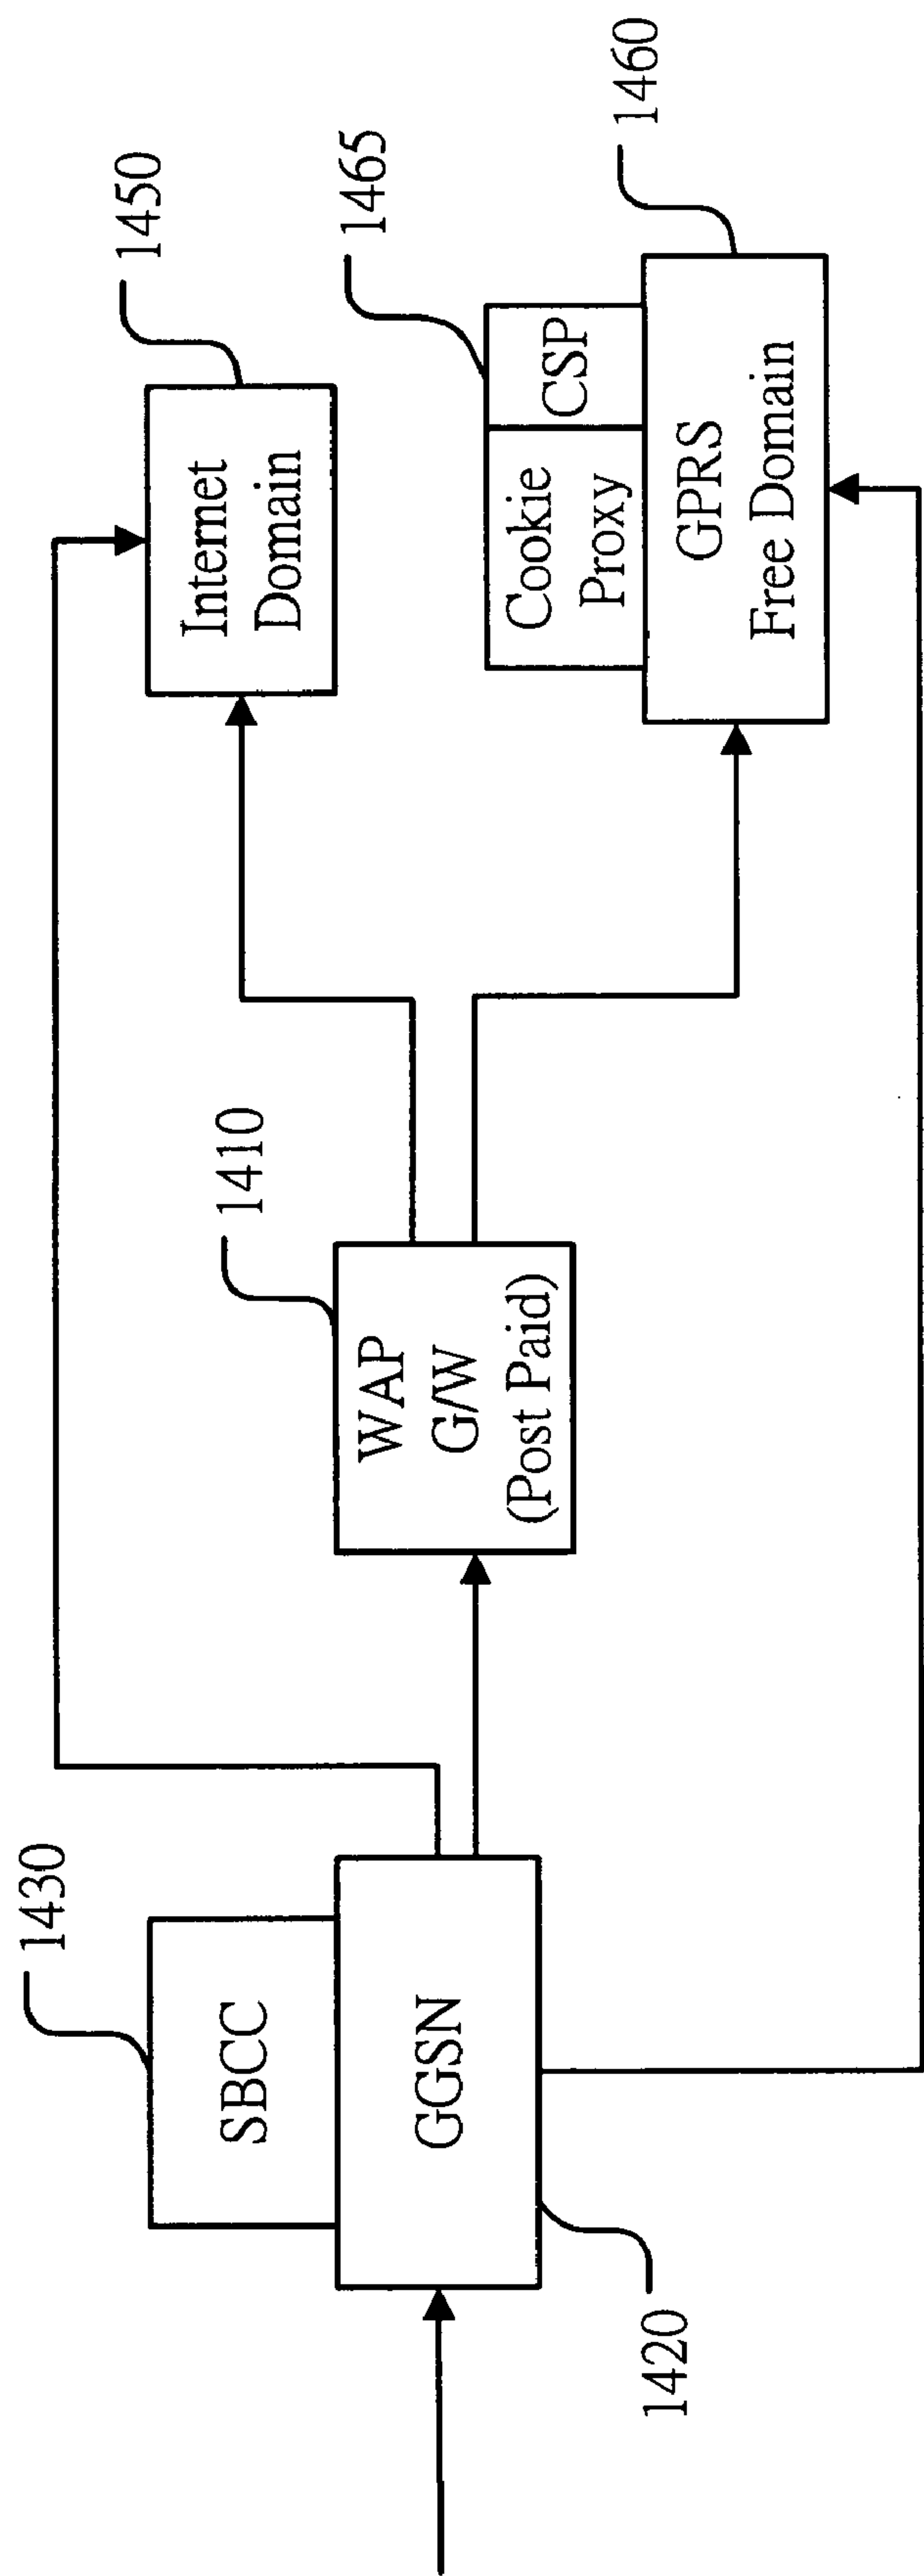 1430
SBCC
GGSN
1420
1410
WAP
G/W
(Post Paid)
1450
Internet
Domain
1465
Cookie
Proxy
CSP
GPRS
Free Domain
1460